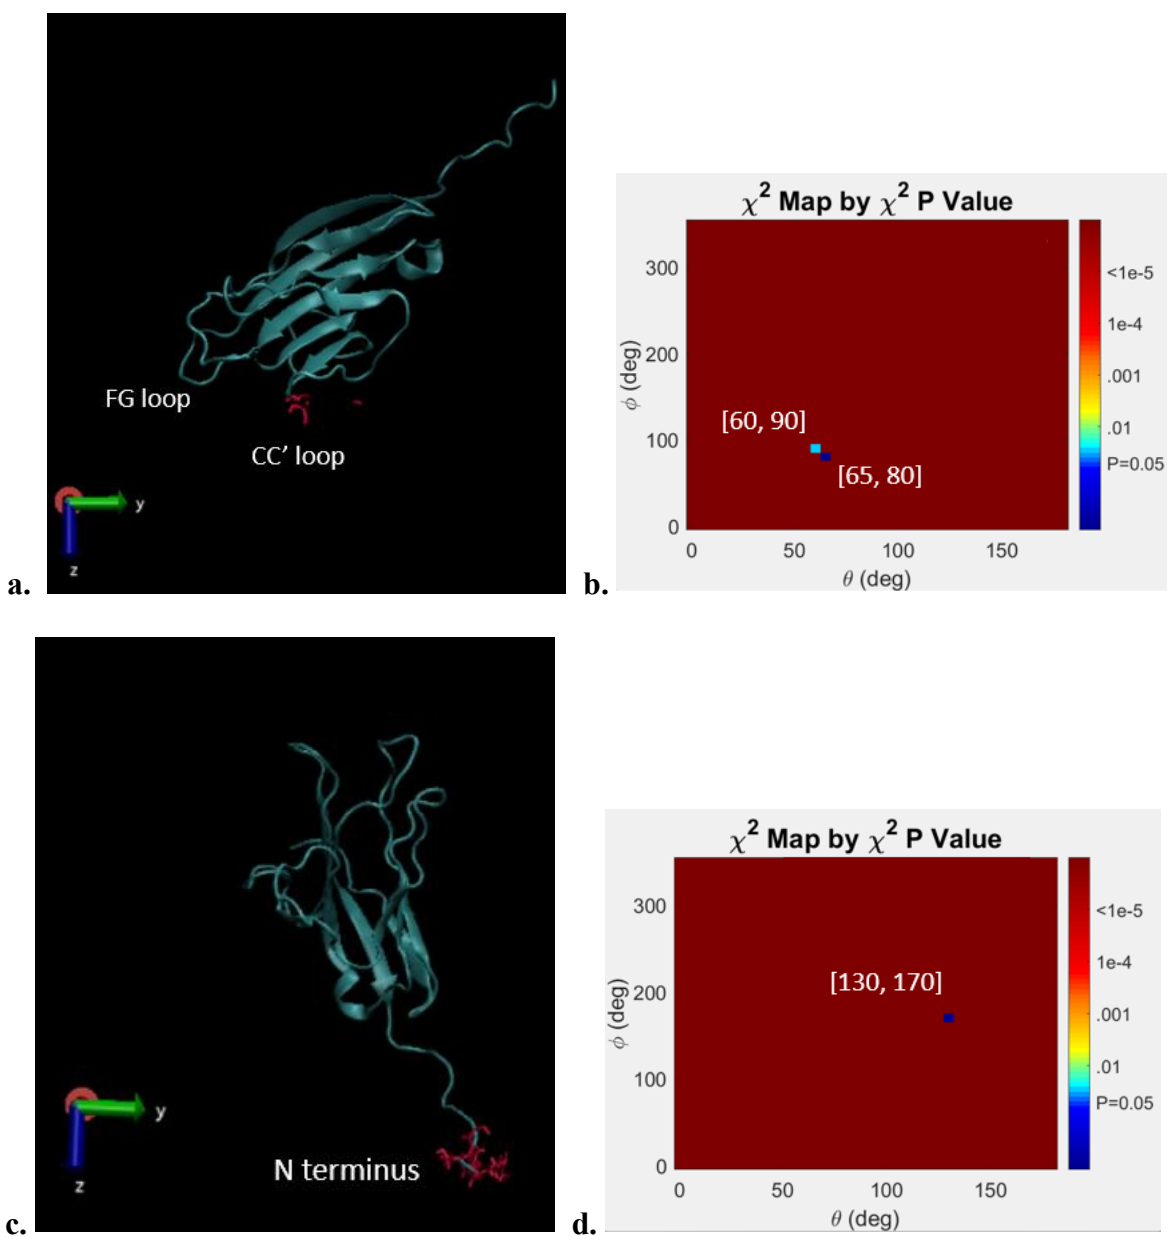 FG loop
CC’ loop
y
z
a.
χ2 Map by χ2 P Value
300
200
100
0
ϕ (deg)
[60, 90]
[65, 80]
0
50
100
150
θ (deg)
<1e-5
1e-4
.001
.01
P=0.05
b.
N terminus
y
z
c.
χ2 Map by χ2 P Value
300
200
100
0
ϕ (deg)
[130, 170]
0
50
100
150
θ (deg)
<1e-5
1e-4
.001
.01
P=0.05
d.